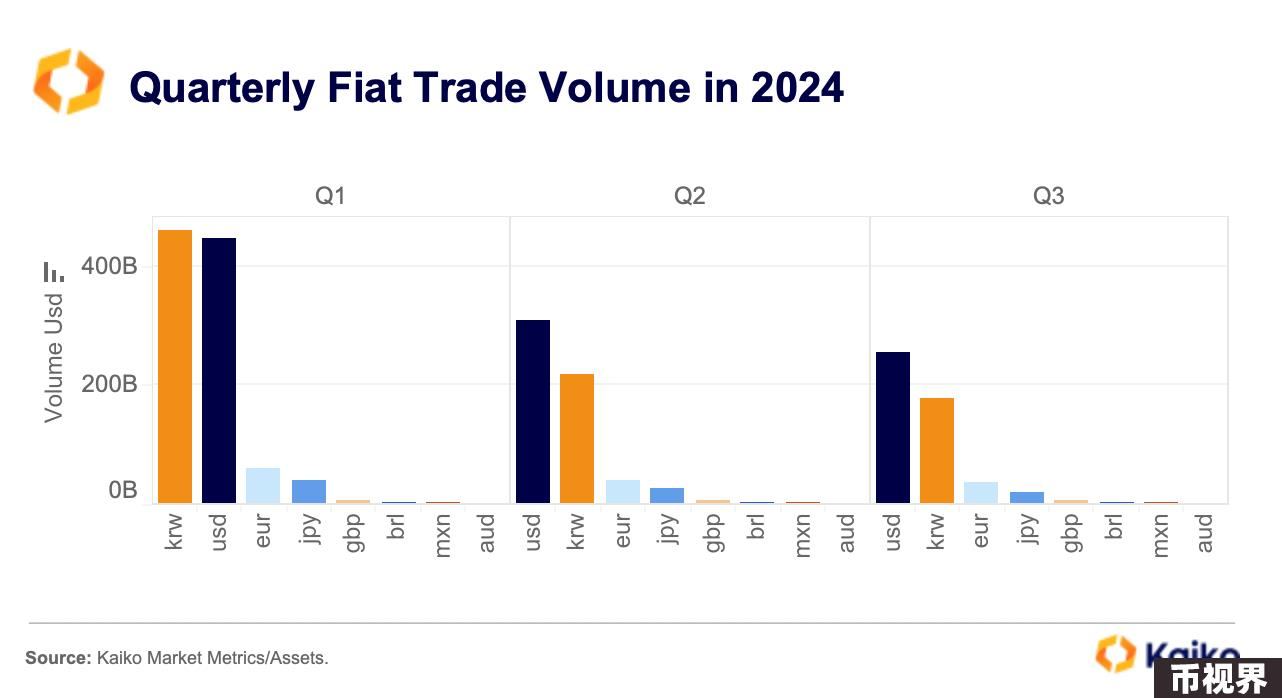 Quarterly Fiat Trade Volume in 2024
Q1 Q2 Q3
Volume Usd
400B
200B
0B
krw usd eur jpy gbp brl mxn aud usd krw eur jpy gbp brl mxn aud usd krw eur jpy gbp brl mxn aud
Source: Kaiko Market Metrics/Assets.
Kaiko
币视界